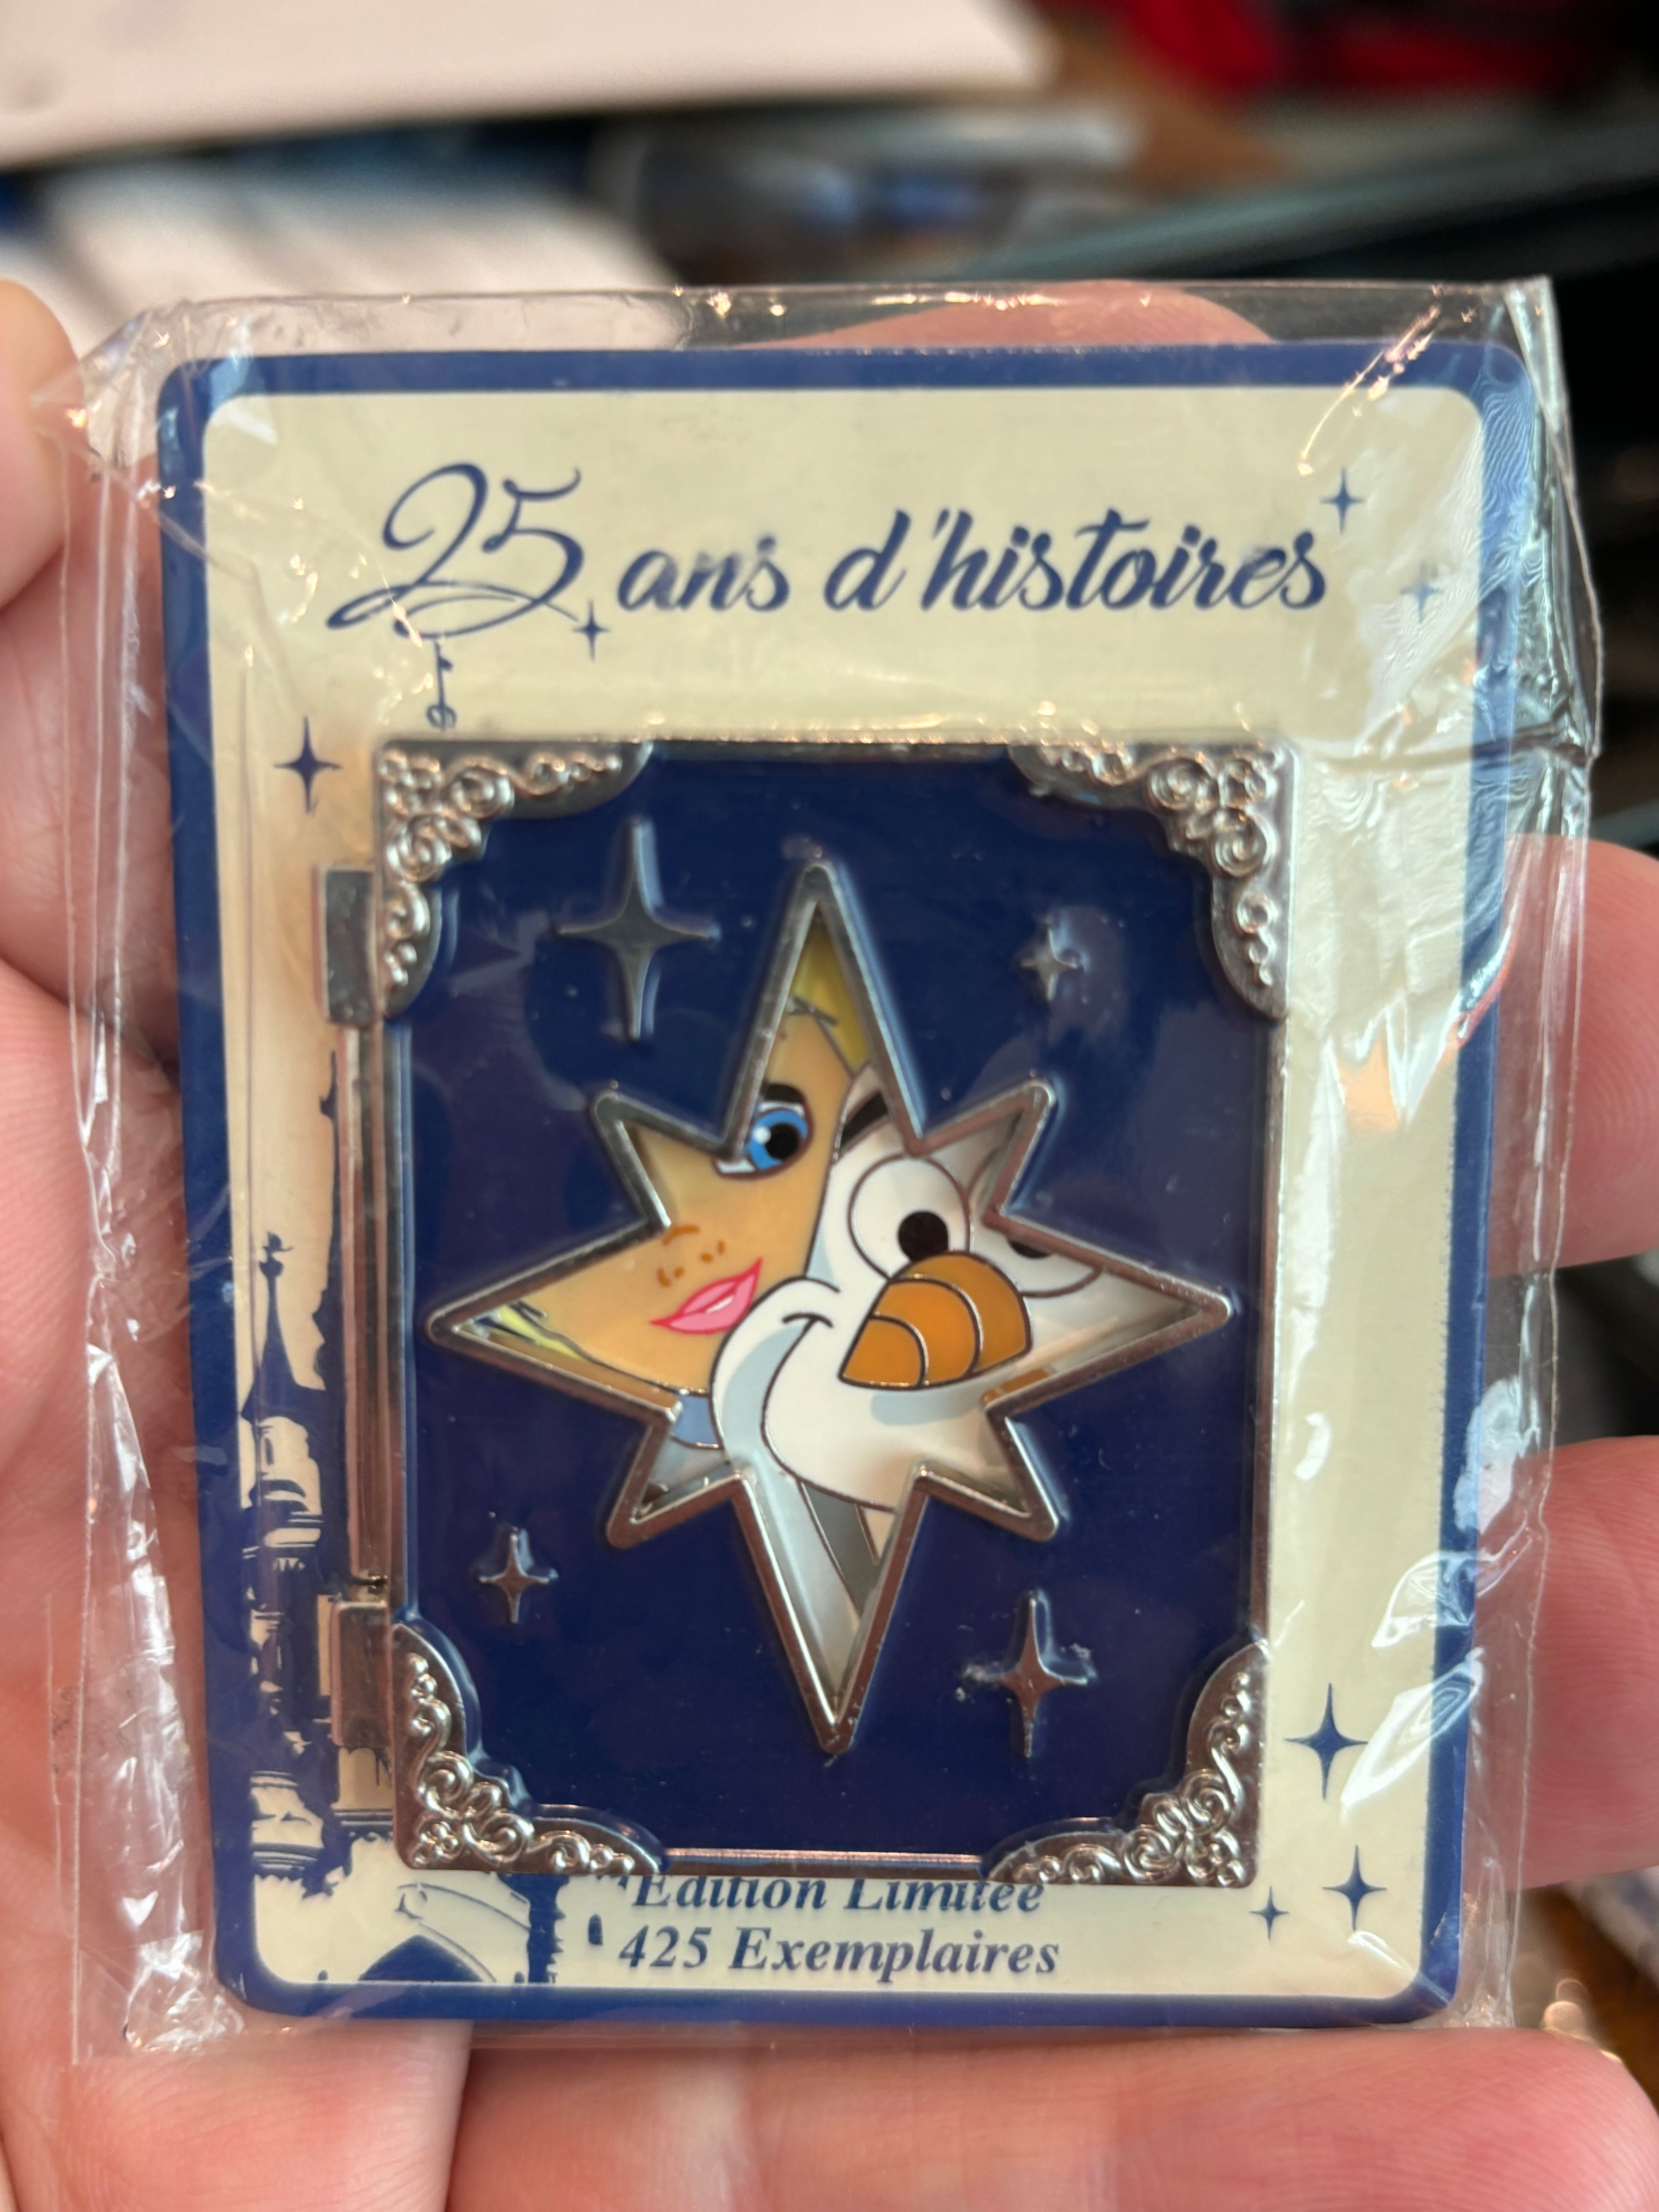 25 ans d'histoires
Edition Limitée
425 Exemplaires